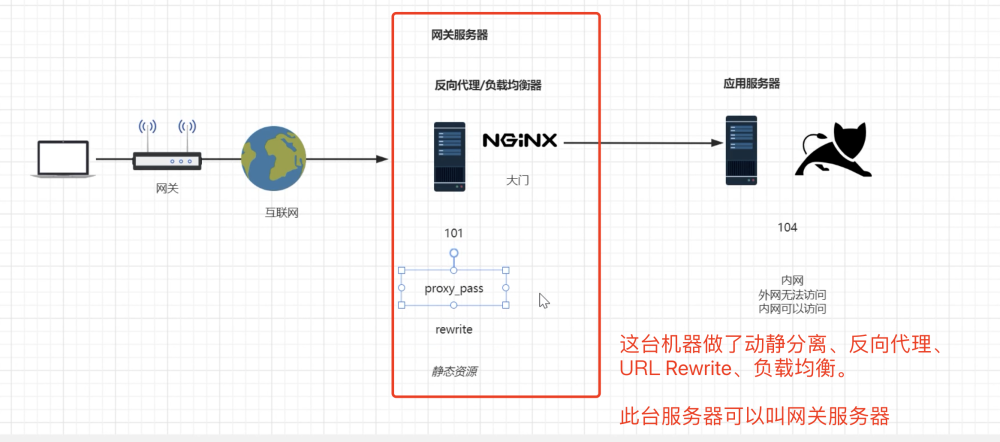 网关服务器
反向代理/负载均衡器
应用服务器
NGiNX
大门
网关
互联网
101
104
proxy_pass
rewrite
静态资源
内网
外网无法访问
内网可以访问
这台机器做了动静分离、反向代理、
URL Rewrite、负载均衡。
此台服务器可以叫网关服务器